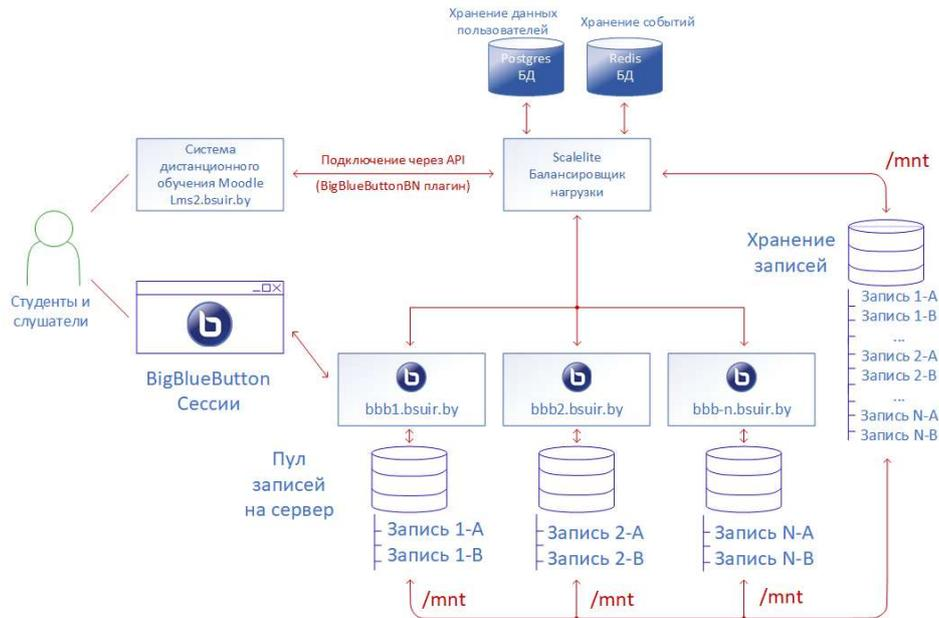 Хранение данных
пользователей
Хранение событий
Postgres
БД
Redis
БД
Система
дистанционного
обучения Moodle
Lms2.bsuir.by
Подключение через API
(BigBlueButtonBN плагин)
Scalelite
Балансировщик
нагрузки
/mnt
Хранение
записей
Студенты и
слушатели
b
BigBlueButton
Сессии
b
bbb1.bsuir.by
b
bbb2.bsuir.by
b
bbb-n.bsuir.by
Запись 1-A
Запись 1-B
...
Запись 2-A
Запись 2-B
...
Запись N-A
Запись N-B
Пул
записей
на сервер
Запись 1-A
Запись 1-B
Запись 2-A
Запись 2-B
Запись N-A
Запись N-B
/mnt
/mnt
/mnt